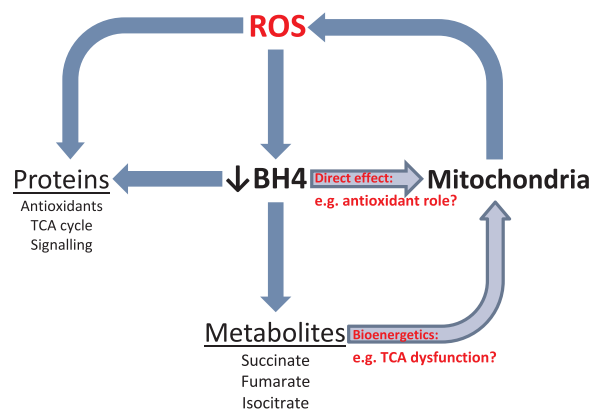 ROS
Proteins
Antioxidants
TCA cycle
Signalling
↓BH4
Direct effect:
e.g. antioxidant role?
Mitochondria
Metabolites
Succinate
Fumarate
Isocitrate
Bioenergetics:
e.g. TCA dysfunction?